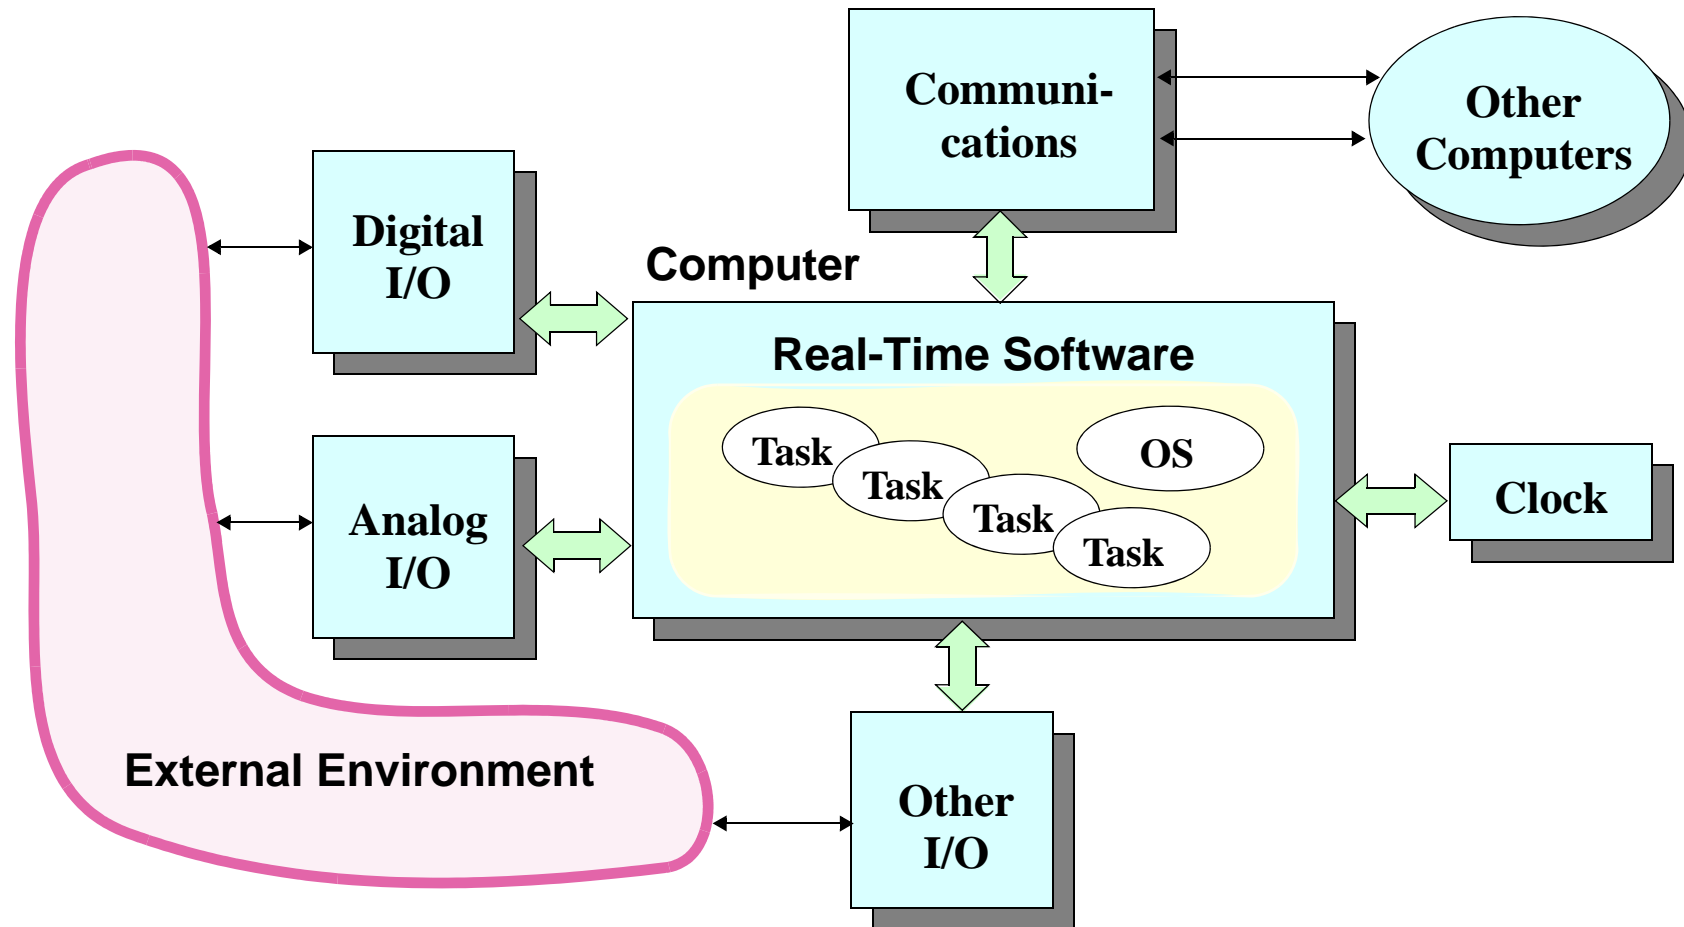 Communi-
cations
Other
Computers
Digital
I/O
Computer
Real-Time Software
Task
Task
Task
Task
OS
Clock
Analog
I/O
External Environment
Other
I/O